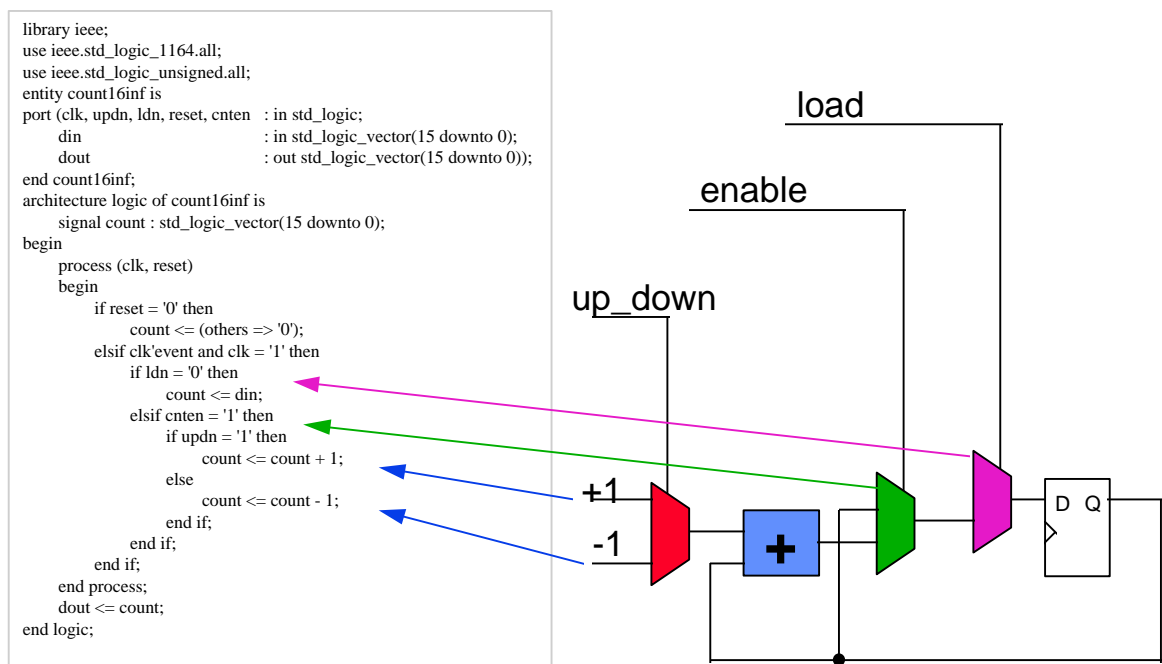 library ieee;
use ieee.std_logic_1164.all;
use ieee.std_logic_unsigned.all;
entity count16inf is
port (clk, updn, ldn, reset, cnten : in std_logic;
din : in std_logic_vector(15 downto 0);
dout : out std_logic_vector(15 downto 0));
end count16inf;
architecture logic of count16inf is
signal count : std_logic_vector(15 downto 0);
begin
process (clk, reset)
begin
if reset = '0' then
count <= (others => '0');
elsif clk'event and clk = '1' then
if ldn = '0' then
count <= din;
elsif cnten = '1' then
if updn = '1' then
count <= count + 1;
else
count <= count - 1;
end if;
end if;
end if;
end process;
dout <= count;
end logic;
load
enable
up_down
+1
-1
+
D Q